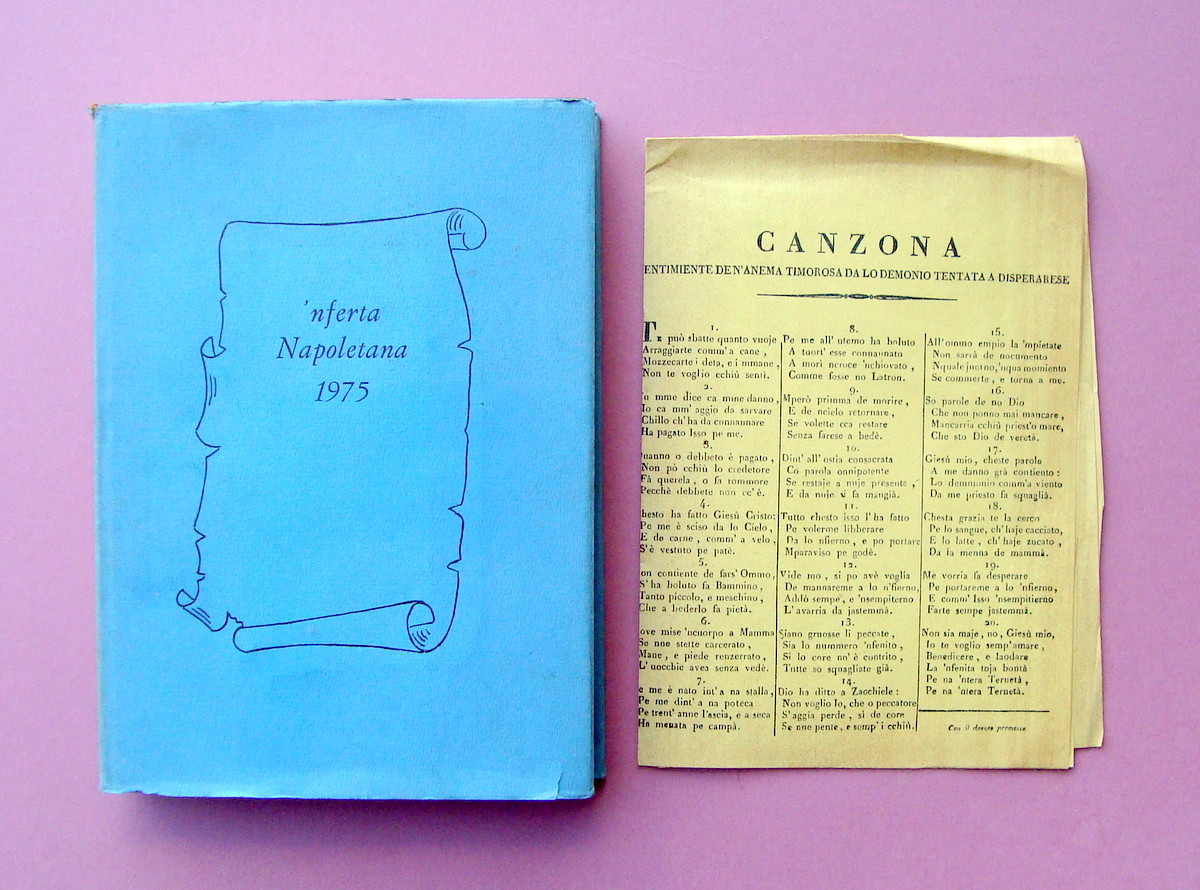 'nferta
Napoletana
1975
CANZONA
ENTIMIENTE DE N'ANEMA TIMOROSA DA LO DEMONIO TENTATA A DISPERARESE
1.
Te può sbatte quanto vuoje
Arraggiarte comm'a cane,
Mozzecarte i deta, e i mmane,
Non te voglio cchiù sentì.
2.
u mme dice ca mme danno,
Io ca mm'aggio da sarvare
Chillo ch'ha da connannare
Ha pagato Isso pe me.
3.
uanno o debbeto è pagato,
Non pò cchiù lo credetore
Fà querela, o fa rommore
Pecchè debbete non cc'è.
4.
hesto ha fatto Giesù Cristo:
Pe me è sciso da lo Cielo,
E de carne, comm'a velo,
S'è vestuto pe patè.
5.
on contiente de fars'Ommo,
S'ha boluto fa Bammino,
Tanto piccolo, e meschino,
Che a bederlo fa pietà.
6.
ove mise 'ncuorpo a Mamma
Se nne stette carcerato,
Mane, e piede renzerrato,
L'uocchie avea senza vedè.
7.
e me è nato int'a na stalla,
Pe me dint'a na poteca
Pe trent'anne l'ascia, e a seca
Ha menata pe campà.
8.
Pe me all'utemo ha boluto
A tuort'esse connannato
A morì ncroce 'nchiovato,
Comme fosse no Latron.
9.
Mperò primma de morire,
E de ncielo retornare,
Se volette cca restare
Senza farese a bedè.
10.
Dint'all'ostia consacrata
Co parola onnipotente
Se restaje a nuje presente,
E da nuje s fa mangià.
11.
Tutto chesto isso l'ha fatto
Pe volerme libberare
Da lo nfierno, e po portare
Mparaviso pe godè.
12.
Vide mo, si po avè voglia
De mannareme a lo n'fierno,
Addò sempe, e 'nsempiterno
L'avarria da jastemmà.
13.
Siano gruosse li peccate,
Sia lo nummero 'nfenito,
Si lo core nn'è contrito,
Tutte so squagliate già.
14.
Dio ha ditto a Zacchiele:
Non voglio Io, che o peccatore
S'aggia perde, sì de core
Se nne pente, e semp'i cchiù.
15.
All'ommo empio la 'mpietate
Non sarrà de nocumento
Nquale juorno, 'nqua momiento
Se commerte, e torna a me.
16.
So parole de no Dio
Che non ponno mai mancare,
Mancarria cchiù priest'o mare,
Che sto Dio de veretà.
17.
Giesù mio, cheste parole
A me danno grà contiento:
Lo demmonio comm'a viento
Da me priesto fa squaglià.
18.
Chesta grazia te la cerco
Pe lo sangue, ch'haje cacciato,
E lo latte, ch'haje zucato,
Da la menna de mammà.
19.
Me vorria fa desperare
Pe portareme a lo 'nfierno,
E comm'Isso 'nsempitierno
Farte sempe jastemmà.
20.
Non sia maje, no, Giesù mio,
Io te voglio semp'amare,
Benedicere, e laodare
La 'nfenita toja bontà
Pe na 'ntera Ternetà,
Pe na 'ntera Ternetà.
Con il dovuto permesso